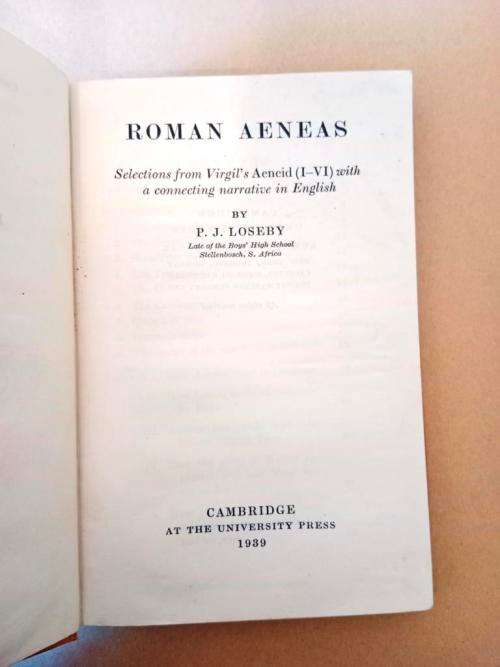 ROMAN AENEAS
Selections from Virgil's Aeneid (I–VI) with
a connecting narrative in English
BY
P. J. LOSEBY
Late of the Boys' High School
Stellenbosch, S. Africa
CAMBRIDGE
AT THE UNIVERSITY PRESS
1939